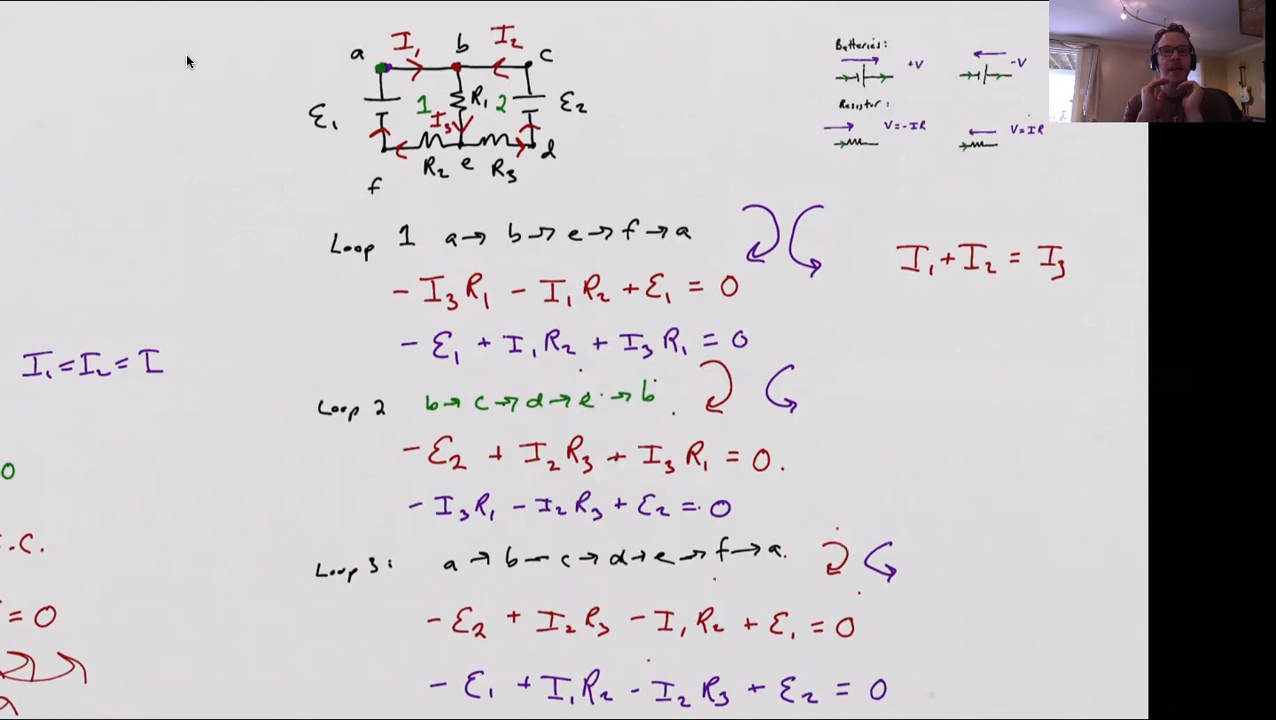 a I₁ b I₂ c
ε₁ 1 R₁ 2 ε₂
I₃
R₂ e R₃ d
f
Batteries:
+V -V
Resistor:
V=-IR V=IR
Loop 1 a→ b→ e→ f→a
- I₃R₁ - I₁R₂ + ε₁ = 0
I₁+I₂ = I₃
- ε₁ + I₁R₂ + I₃R₁ = 0
I₁=I₂=I
Loop 2 b→ c→ d→ e→ b
- ε₂ + I₂R₃ + I₃R₁ = 0.
0
- I₃R₁ - I₂R₃ + ε₂ = 0
.C.
Loop 3: a→ b→ c→ d→ e→ f→a.
= 0
- ε₂ + I₂R₃ - I₁R₂ + ε₁ = 0
- ε₁ + I₁R₂ - I₂R₃ + ε₂ = 0